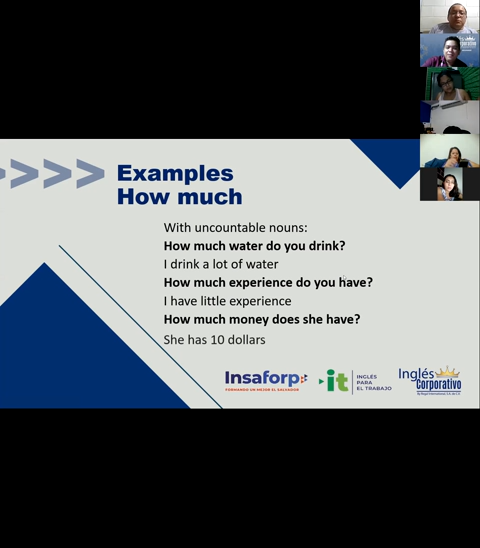 >>>> Examples
How much
With uncountable nouns:
How much water do you drink?
I drink a lot of water
How much experience do you have?
I have little experience
How much money does she have?
She has 10 dollars
Insaforp
FORMANDO UN MEJOR EL SALVADOR
it
INGLÉS
PARA
EL TRABAJO
Inglés
Corporativo